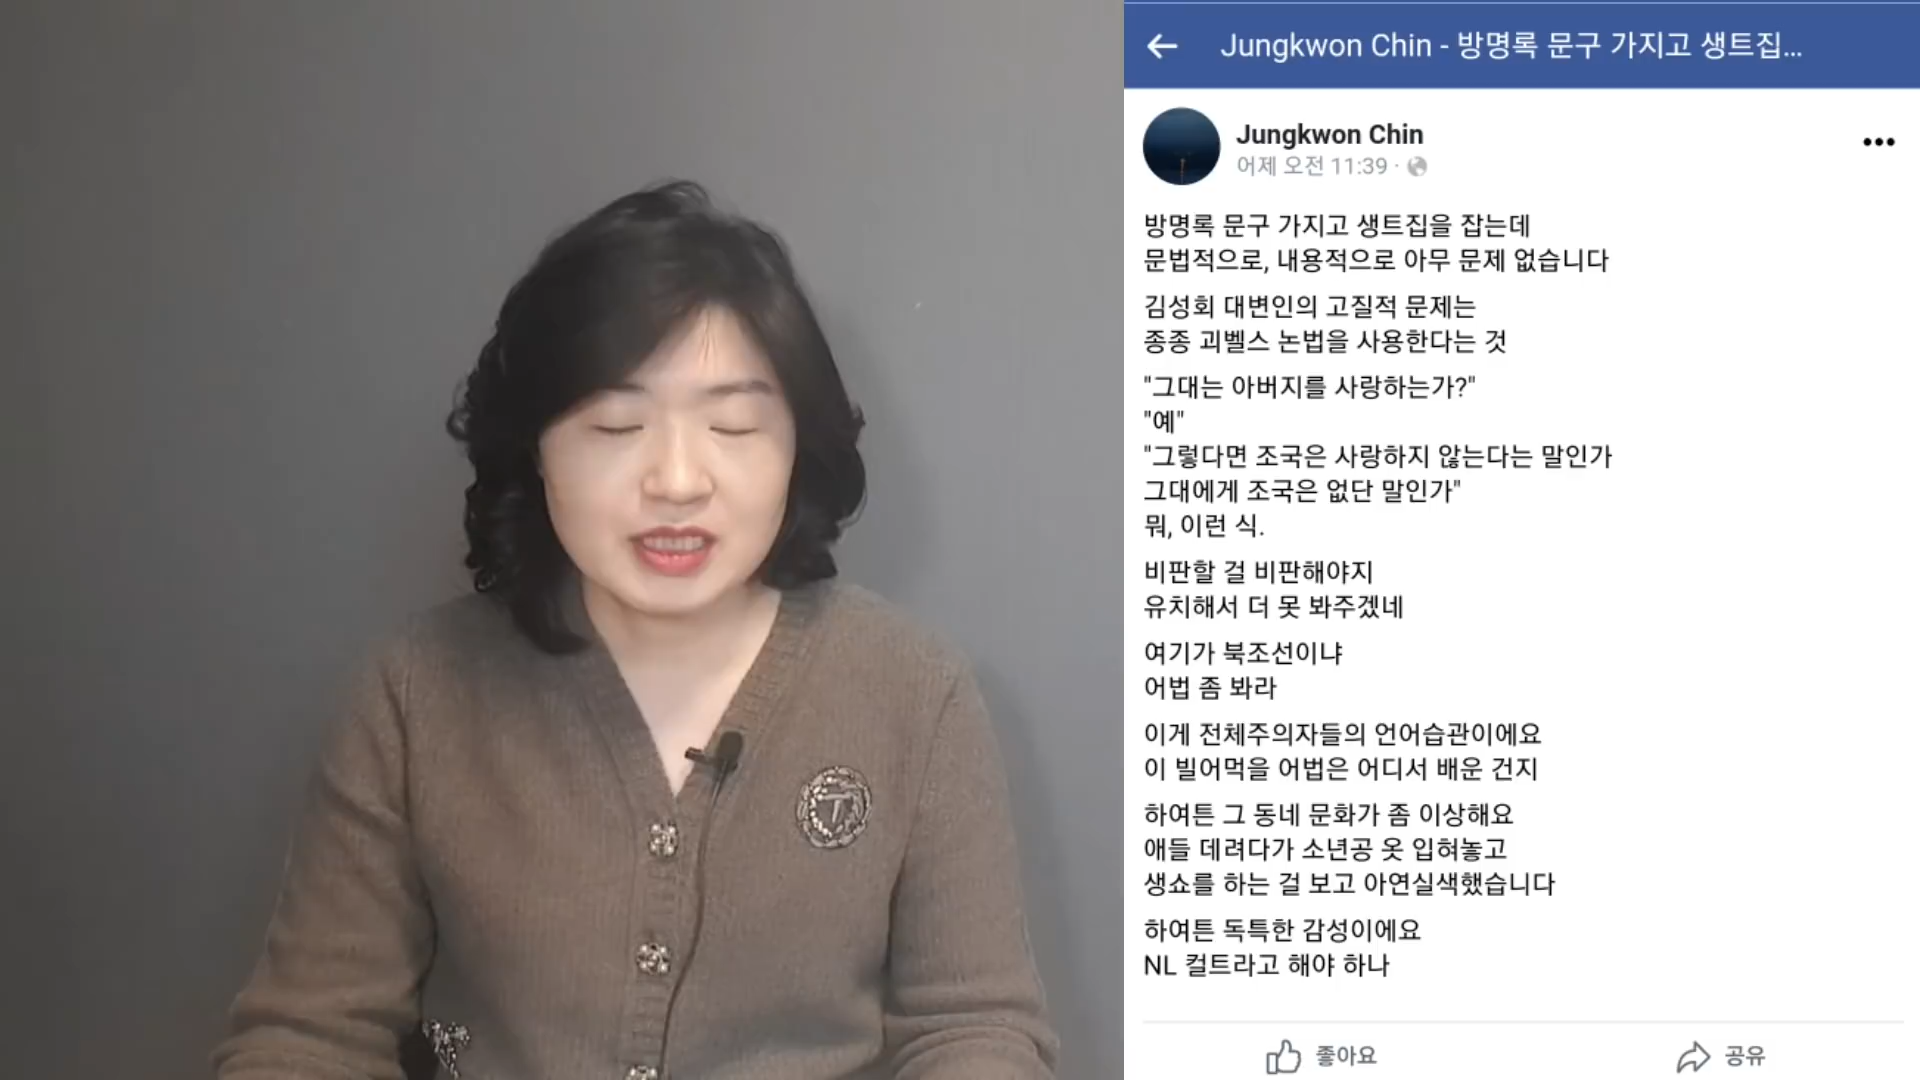 Jungkwon Chin - 방명록 문구 가지고 생트집...
Jungkwon Chin
어제 오전 11:39 ·
방명록 문구 가지고 생트집을 잡는데
문법적으로, 내용적으로 아무 문제 없습니다
김성회 대변인의 고질적 문제는
종종 괴벨스 논법을 사용한다는 것
"그대는 아버지를 사랑하는가?"
"예"
"그렇다면 조국은 사랑하지 않는다는 말인가
그대에게 조국은 없단 말인가"
뭐, 이런 식.
비판할 걸 비판해야지
유치해서 더 못 봐주겠네
여기가 북조선이냐
어법 좀 봐라
이게 전체주의자들의 언어습관이에요
이 빌어먹을 어법은 어디서 배운 건지
하여튼 그 동네 문화가 좀 이상해요
애들 데려다가 소년공 옷 입혀놓고
생쇼를 하는 걸 보고 아연실색했습니다
하여튼 독특한 감성이에요
NL 컬트라고 해야 하나
좋아요
공유
T